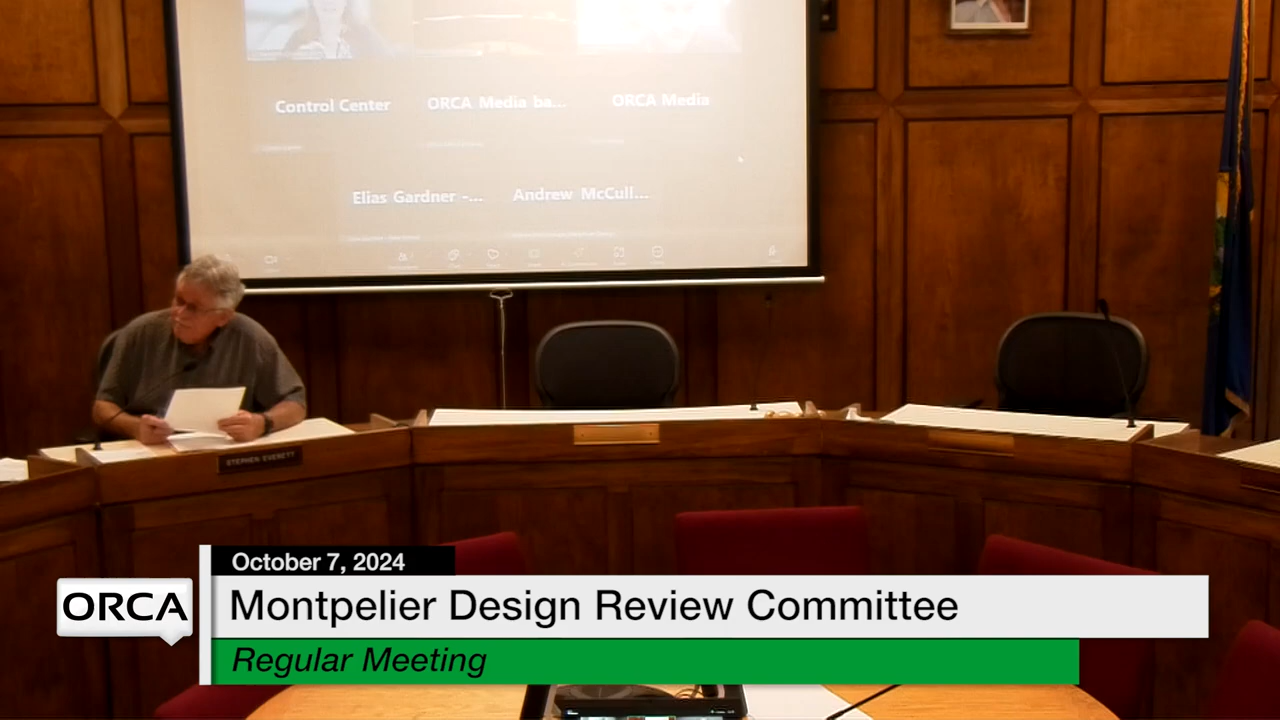 Control Center
ORCA Media ba...
ORCA Media
Elias Gardner -...
Andrew McCull...
STEPHEN EVERETT
October 7, 2024
ORCA
Montpelier Design Review Committee
Regular Meeting